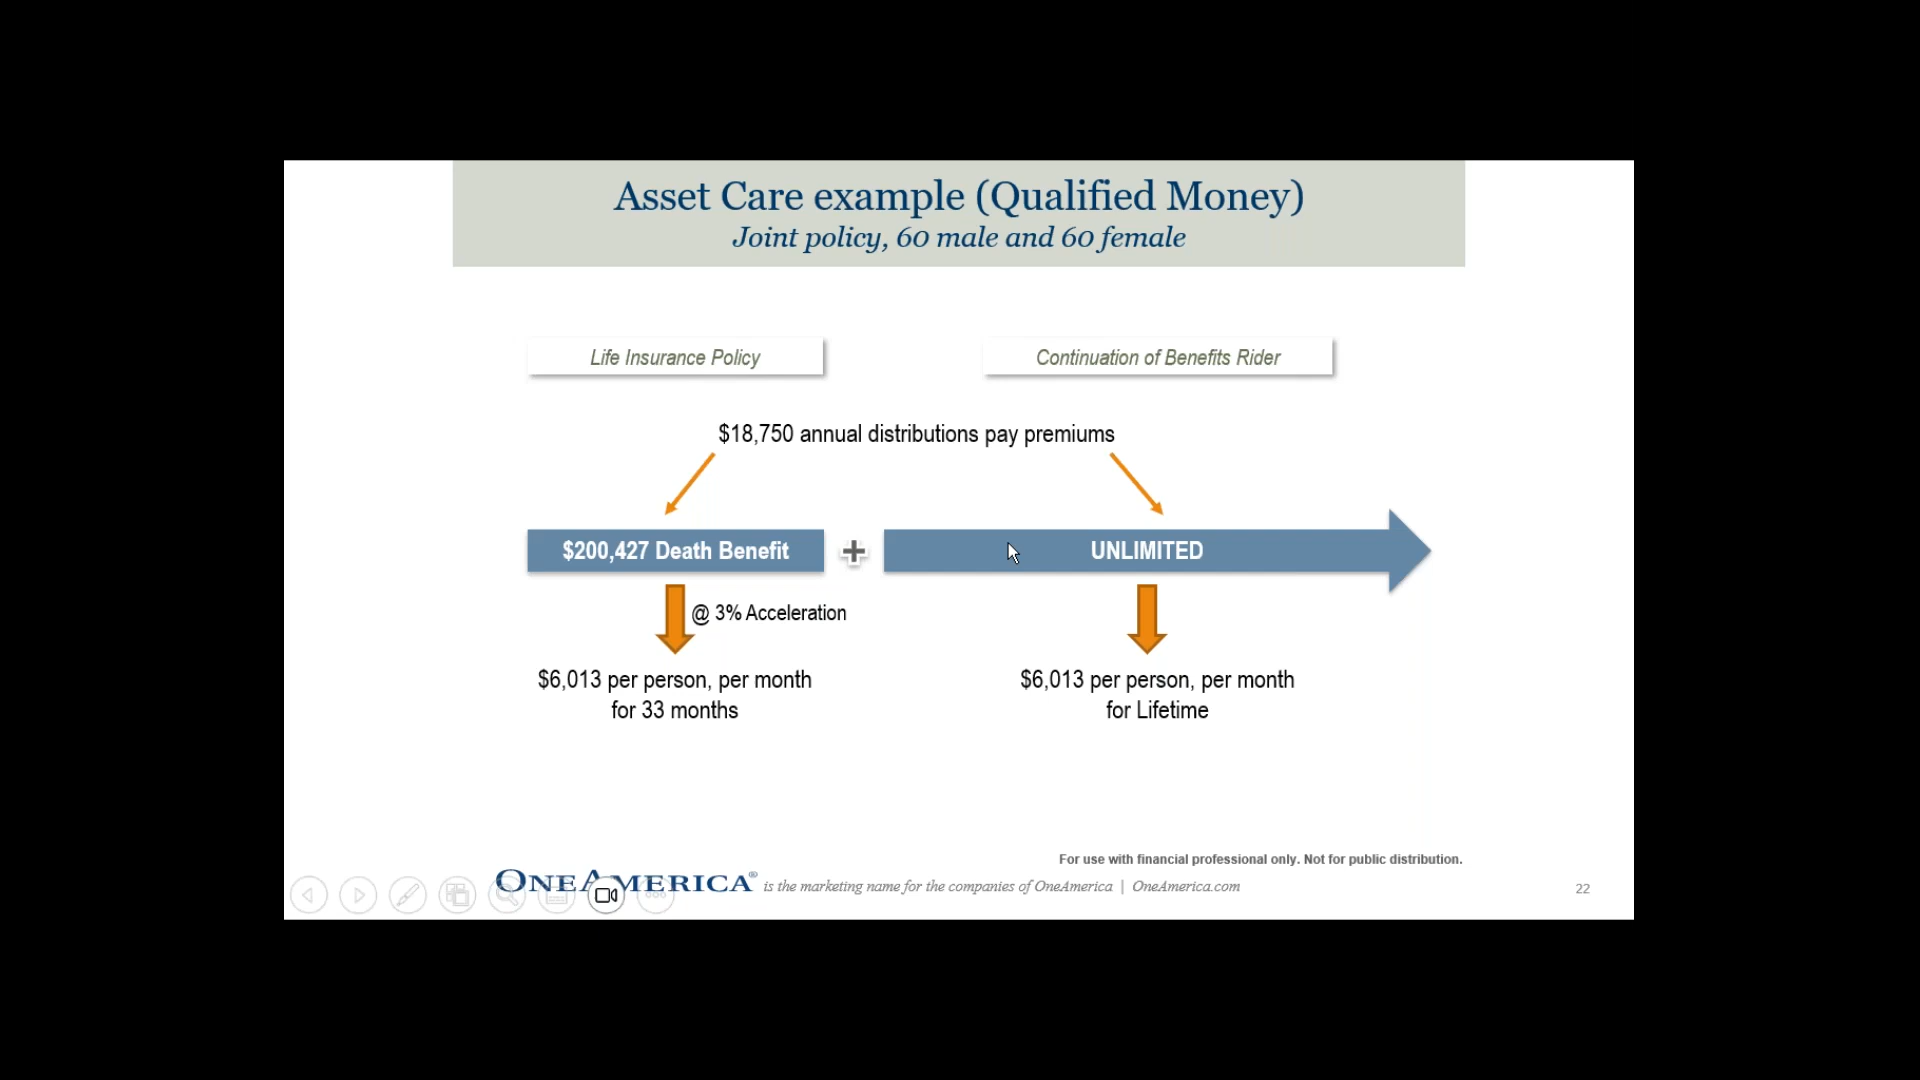 Asset Care example (Qualified Money)
Joint policy, 60 male and 60 female
Life Insurance Policy
Continuation of Benefits Rider
$18,750 annual distributions pay premiums
$200,427 Death Benefit
UNLIMITED
@ 3% Acceleration
$6,013 per person, per month
for 33 months
$6,013 per person, per month
for Lifetime
For use with financial professional only. Not for public distribution.
ONEAMERICA® is the marketing name for the companies of OneAmerica | OneAmerica.com
22